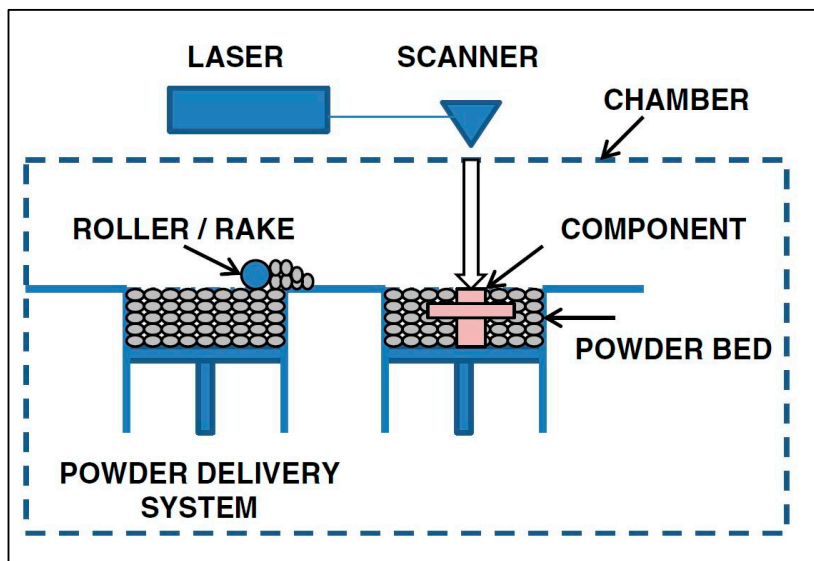 LASER
SCANNER
CHAMBER
ROLLER / RAKE
COMPONENT
POWDER BED
POWDER DELIVERY
SYSTEM